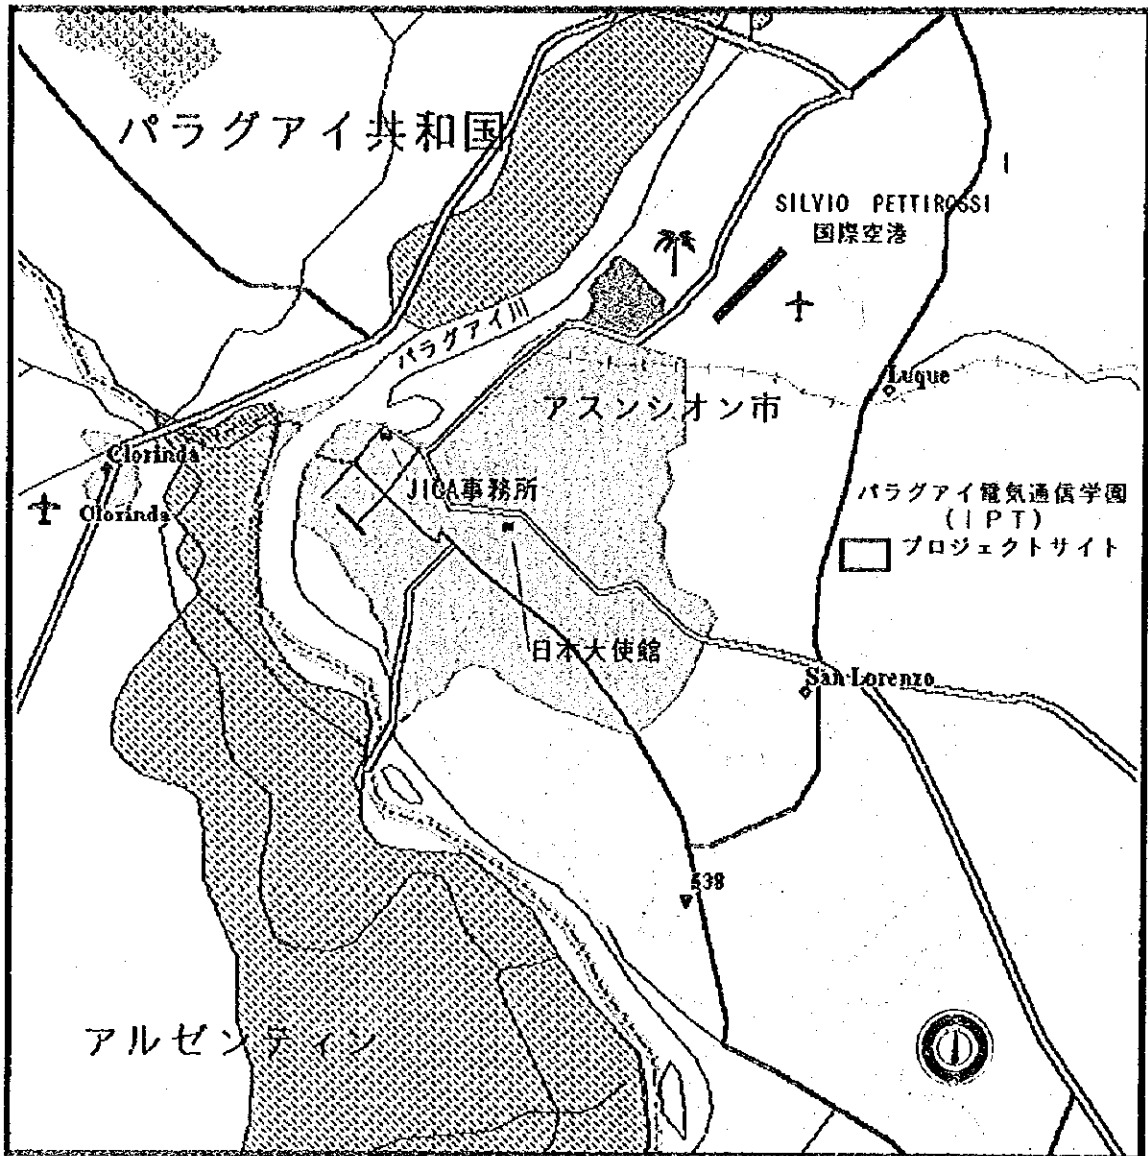 パラグアイ共和国
SILVIO PETTIROSSI
国際空港
パラグアイ川
Luque
アスンシオン市
Clorinda
Clorinda
JICA事務所
パラグアイ電気通信学園
(IPT)
プロジェクトサイト
日本大使館
San Lorenzo
538
アルゼンティン